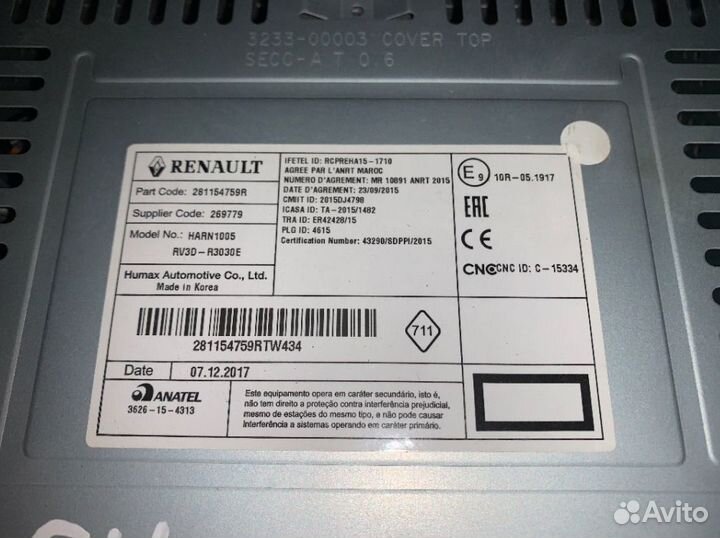 3233-00003 COVER TOP
SECC-A T 0.6
RENAULT
Part Code: 281154759R
Supplier Code: 269779
Model No.: HARN1005
RV3D-R3030E
Humax Automotive Co., Ltd.
Made in Korea
IFETEL ID: RCPREHA15-1710
AGREE PAR L'ANRT MAROC
NUMERO D'AGREMENT: MR 10891 ANRT 2015
DATE D'AGREMENT: 23/09/2015
CMIIT ID: 2015DJ4798
ICASA ID: TA-2015/1482
TRA ID: ER42428/15
PLG ID: 4615
Certification Number: 43290/SDPPI/2015
E9 10R-05.1917
EAC
CE
CNC CNC ID: C-15334
281154759RTW434
711
Date 07.12.2017
ANATEL
3626-15-4313
Este equipamento opera em caráter secundário, isto é,
não tem direito a proteção contra interferência prejudicial,
mesmo de estações do mesmo tipo, e não pode causar
interferência a sistemas operando em caráter primário.
Avito